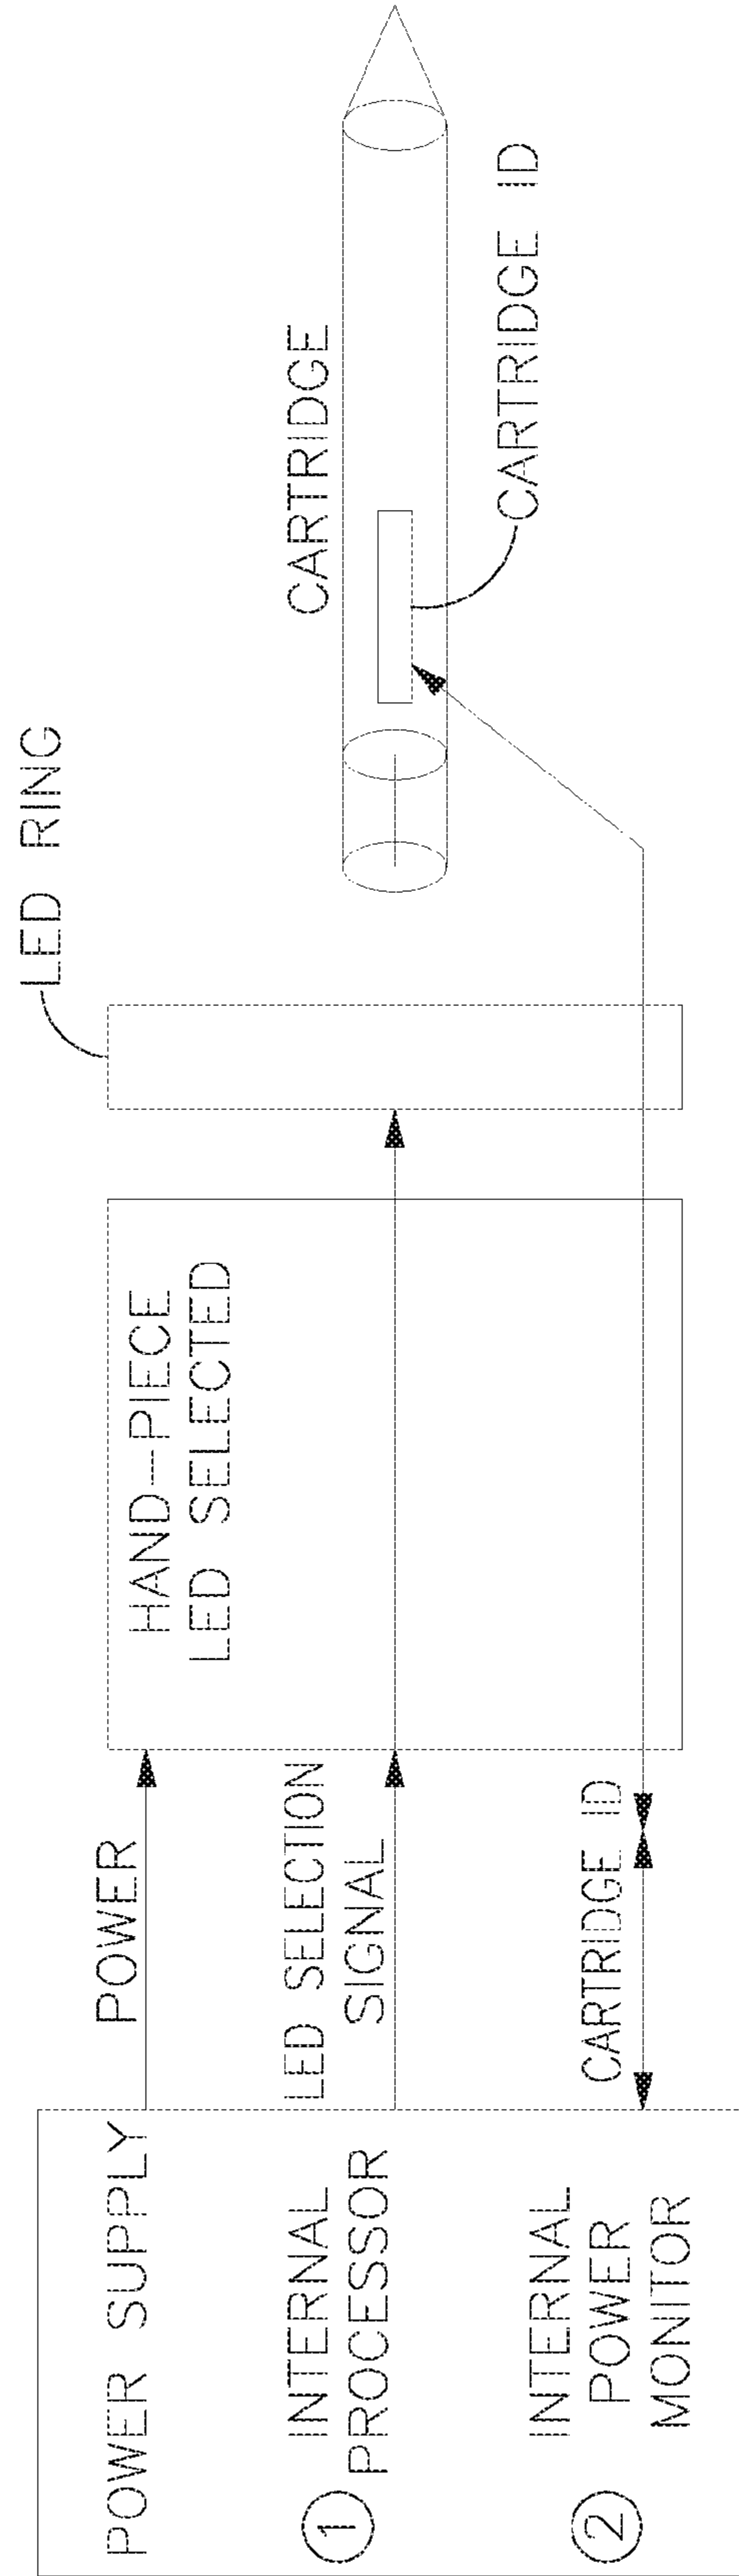 POWER SUPPLY
1 INTERNAL
PROCESSOR
2 INTERNAL
POWER
MONITOR
POWER
LED SELECTION
SIGNAL
CARTRIDGE ID
HAND-PIECE
LED SELECTED
LED RING
CARTRIDGE
CARTRIDGE ID